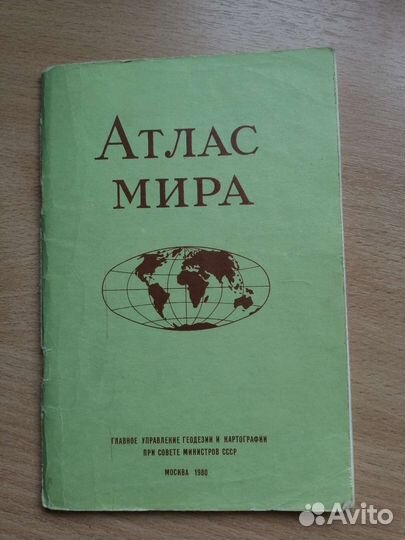 АТЛАС
МИРА
ГЛАВНОЕ УПРАВЛЕНИЕ ГЕОДЕЗИИ И КАРТОГРАФИИ
ПРИ СОВЕТЕ МИНИСТРОВ СССР
МОСКВА 1980
Avito